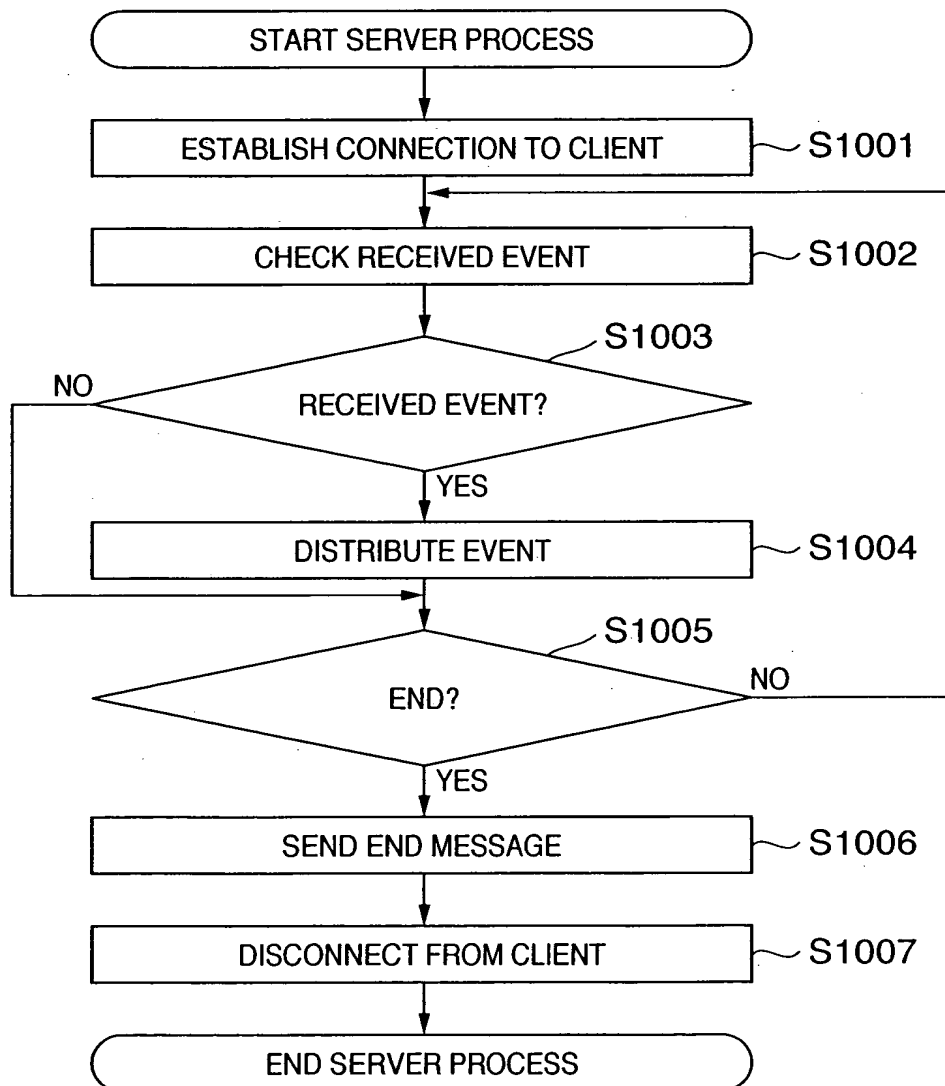 START SERVER PROCESS
ESTABLISH CONNECTION TO CLIENT
S1001
CHECK RECEIVED EVENT
S1002
S1003
NO
RECEIVED EVENT?
YES
DISTRIBUTE EVENT
S1004
S1005
END?
NO
YES
SEND END MESSAGE
S1006
DISCONNECT FROM CLIENT
S1007
END SERVER PROCESS